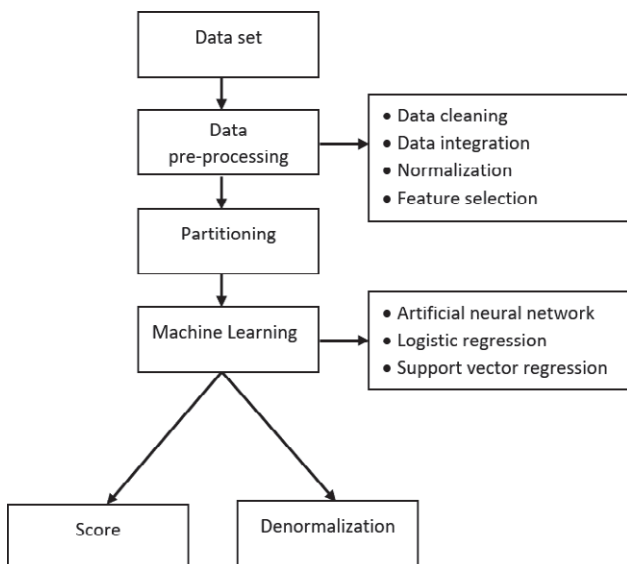 Data set
Data
pre-processing
• Data cleaning
• Data integration
• Normalization
• Feature selection
Partitioning
Machine Learning
• Artificial neural network
• Logistic regression
• Support vector regression
Score
Denormalization